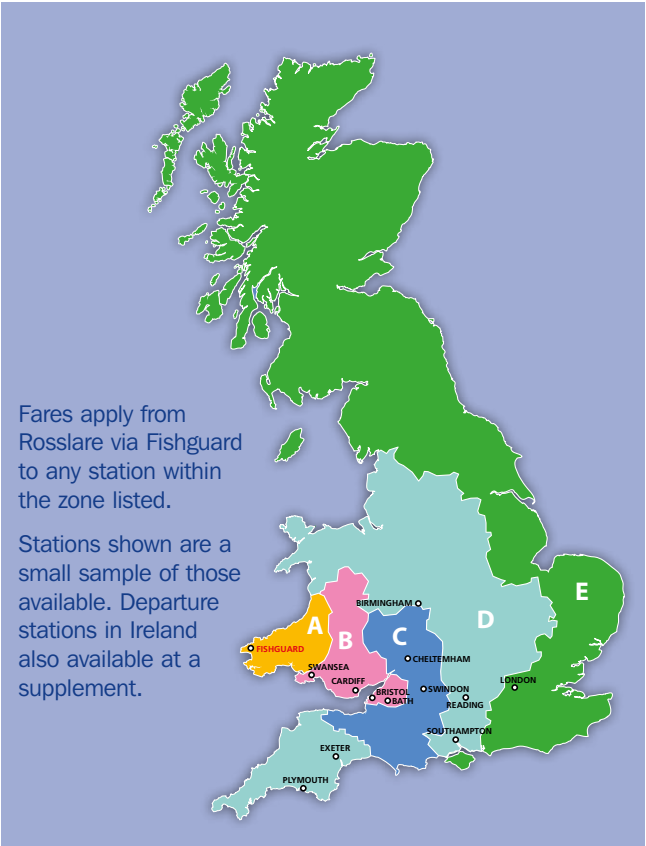 Fares apply from
Rosslare via Fishguard
to any station within
the zone listed.
Stations shown are a
small sample of those
available. Departure
stations in Ireland
also available at a
supplement.
E
BIRMINGHAM
A
B
C
D
FISHGUARD
CHELTEMHAM
SWANSEA
CARDIFF
LONDON
BRISTOL
SWINDON
BATH
READING
SOUTHAMPTON
EXETER
PLYMOUTH